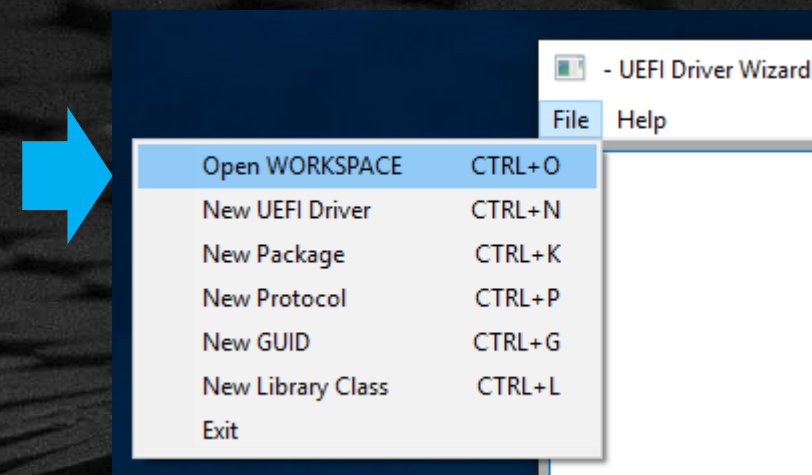 - UEFI Driver Wizard
File Help
Open WORKSPACE CTRL+O
New UEFI Driver CTRL+N
New Package CTRL+K
New Protocol CTRL+P
New GUID CTRL+G
New Library Class CTRL+L
Exit